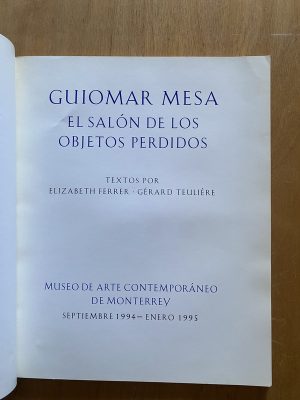 GUIOMAR MESA
EL SALÓN DE LOS
OBJETOS PERDIDOS
TEXTOS POR
ELIZABETH FERRER · GÉRARD TEULIÈRE
MUSEO DE ARTE CONTEMPORÁNEO
DE MONTERREY
SEPTIEMBRE 1994 — ENERO 1995